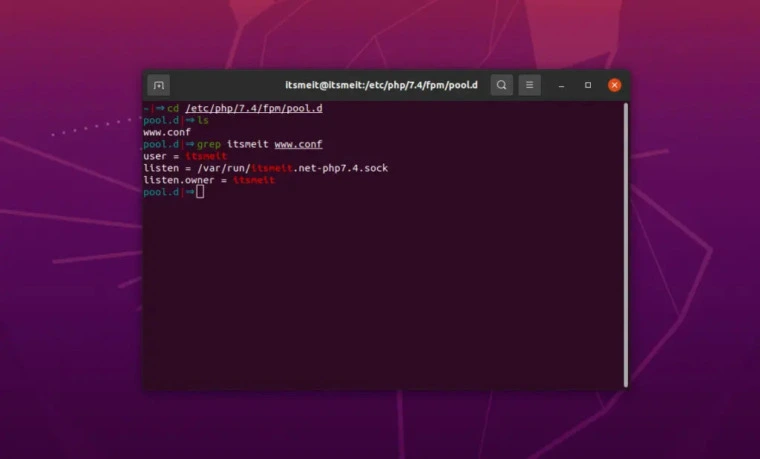 itsmeit@itsmeit:/etc/php/7.4/fpm/pool.d
~|⇒ cd /etc/php/7.4/fpm/pool.d
pool.d|⇒ ls
www.conf
pool.d|⇒ grep itsmeit www.conf
user = itsmeit
listen = /var/run/itsmeit.net-php7.4.sock
listen.owner = itsmeit
pool.d|⇒